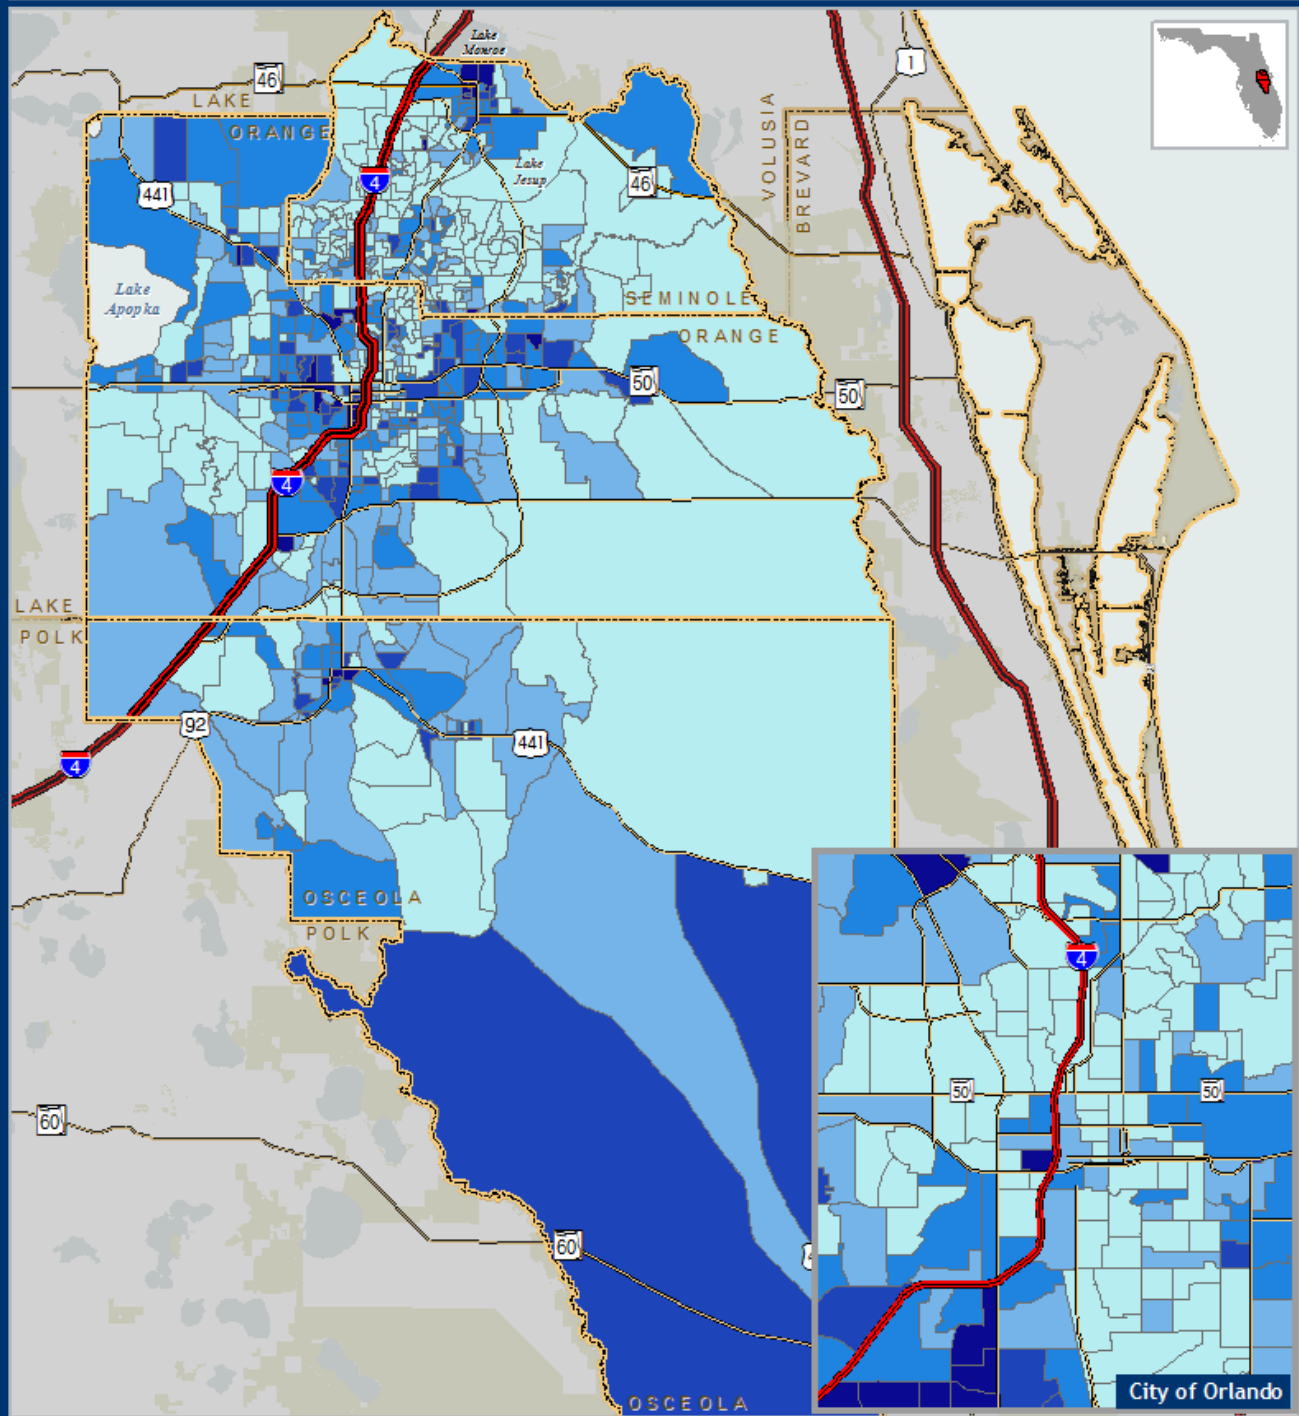 Lake
Monroe
1
46
LAKE
ORANGE
VOLUSIA
BREVARD
Lake
Jesup
4
46
441
Lake
Apopka
SEMINOLE
ORANGE
50
50
4
LAKE
POLK
92
441
4
OSCEOLA
POLK
4
50
50
60
60
OSCEOLA
City of Orlando